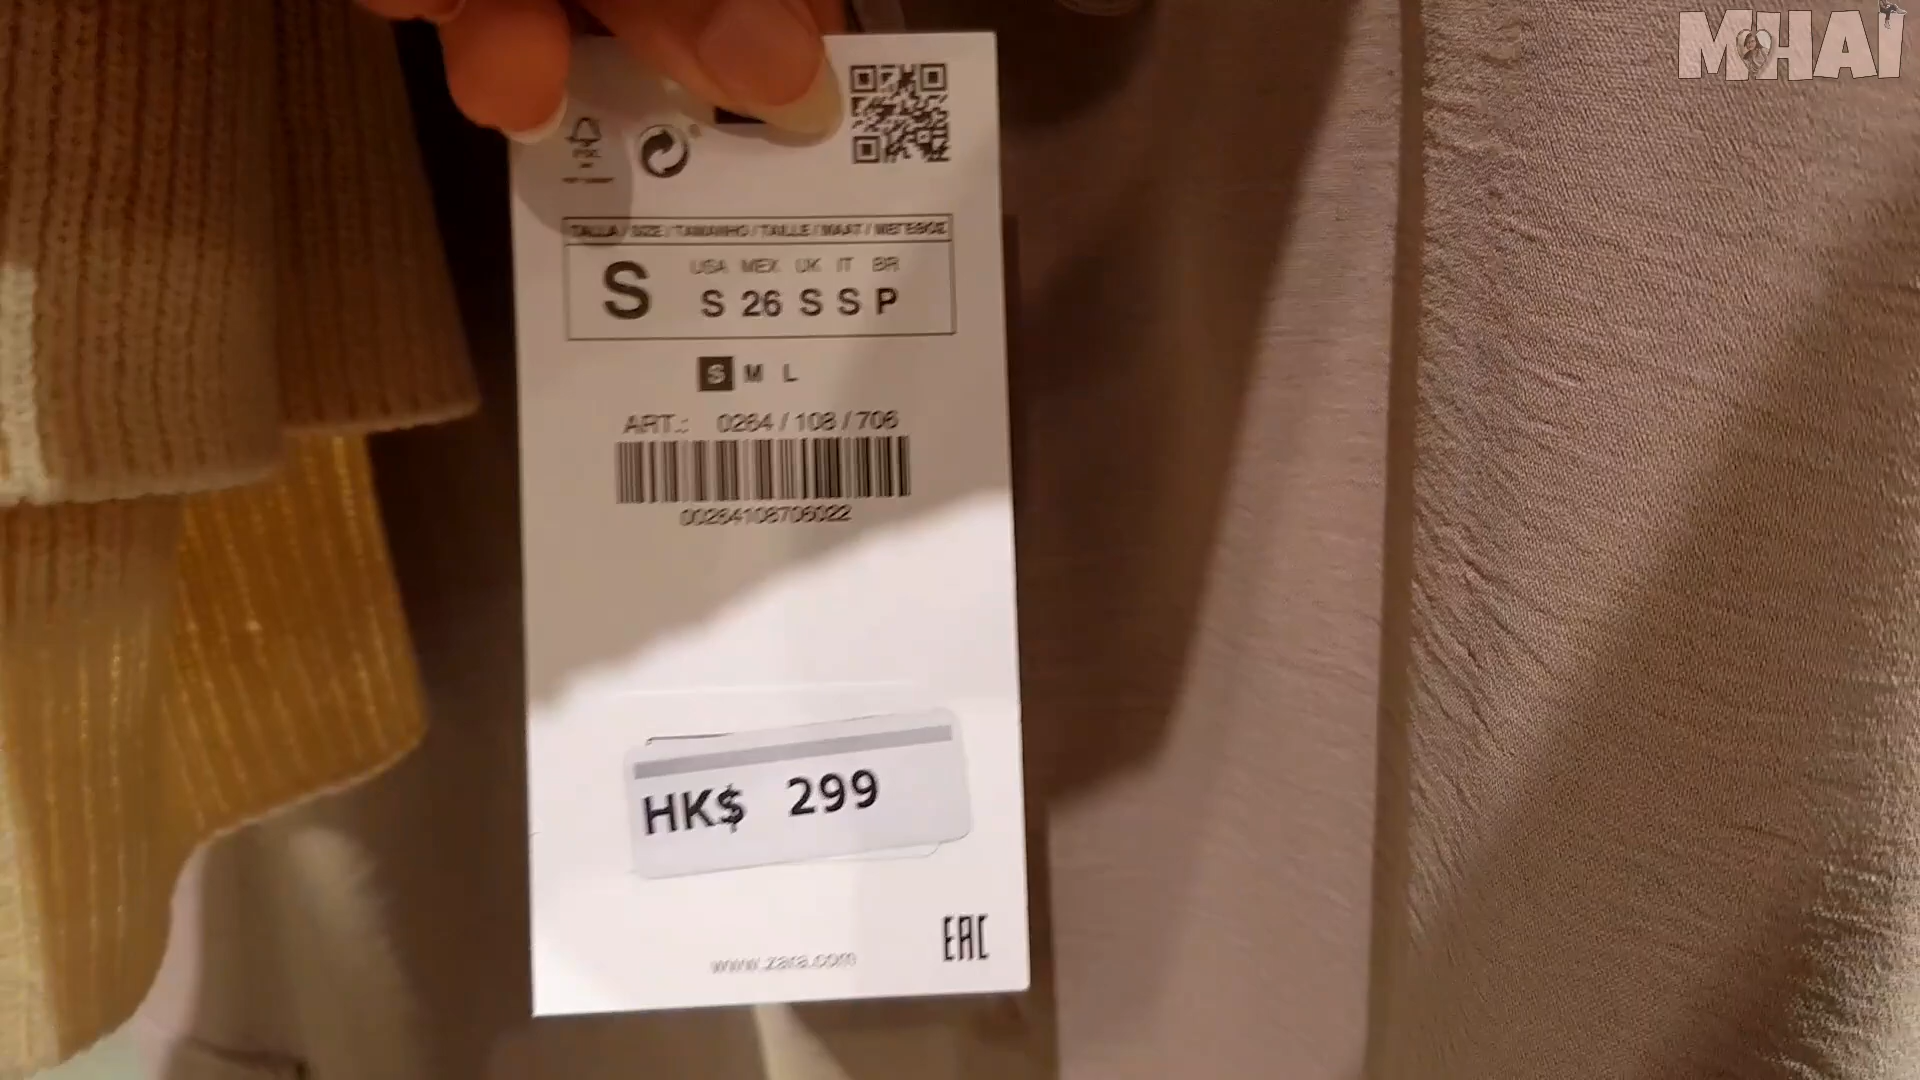 MHAI
TALLA / SIZE / TAMANHO / TAILLE / MAAT /
USA MEX UK IT BR
S S 26 S S P
S M L
ART.: 0264 / 108 / 706
00264108706022
HK$ 299
EAC
www.zara.com